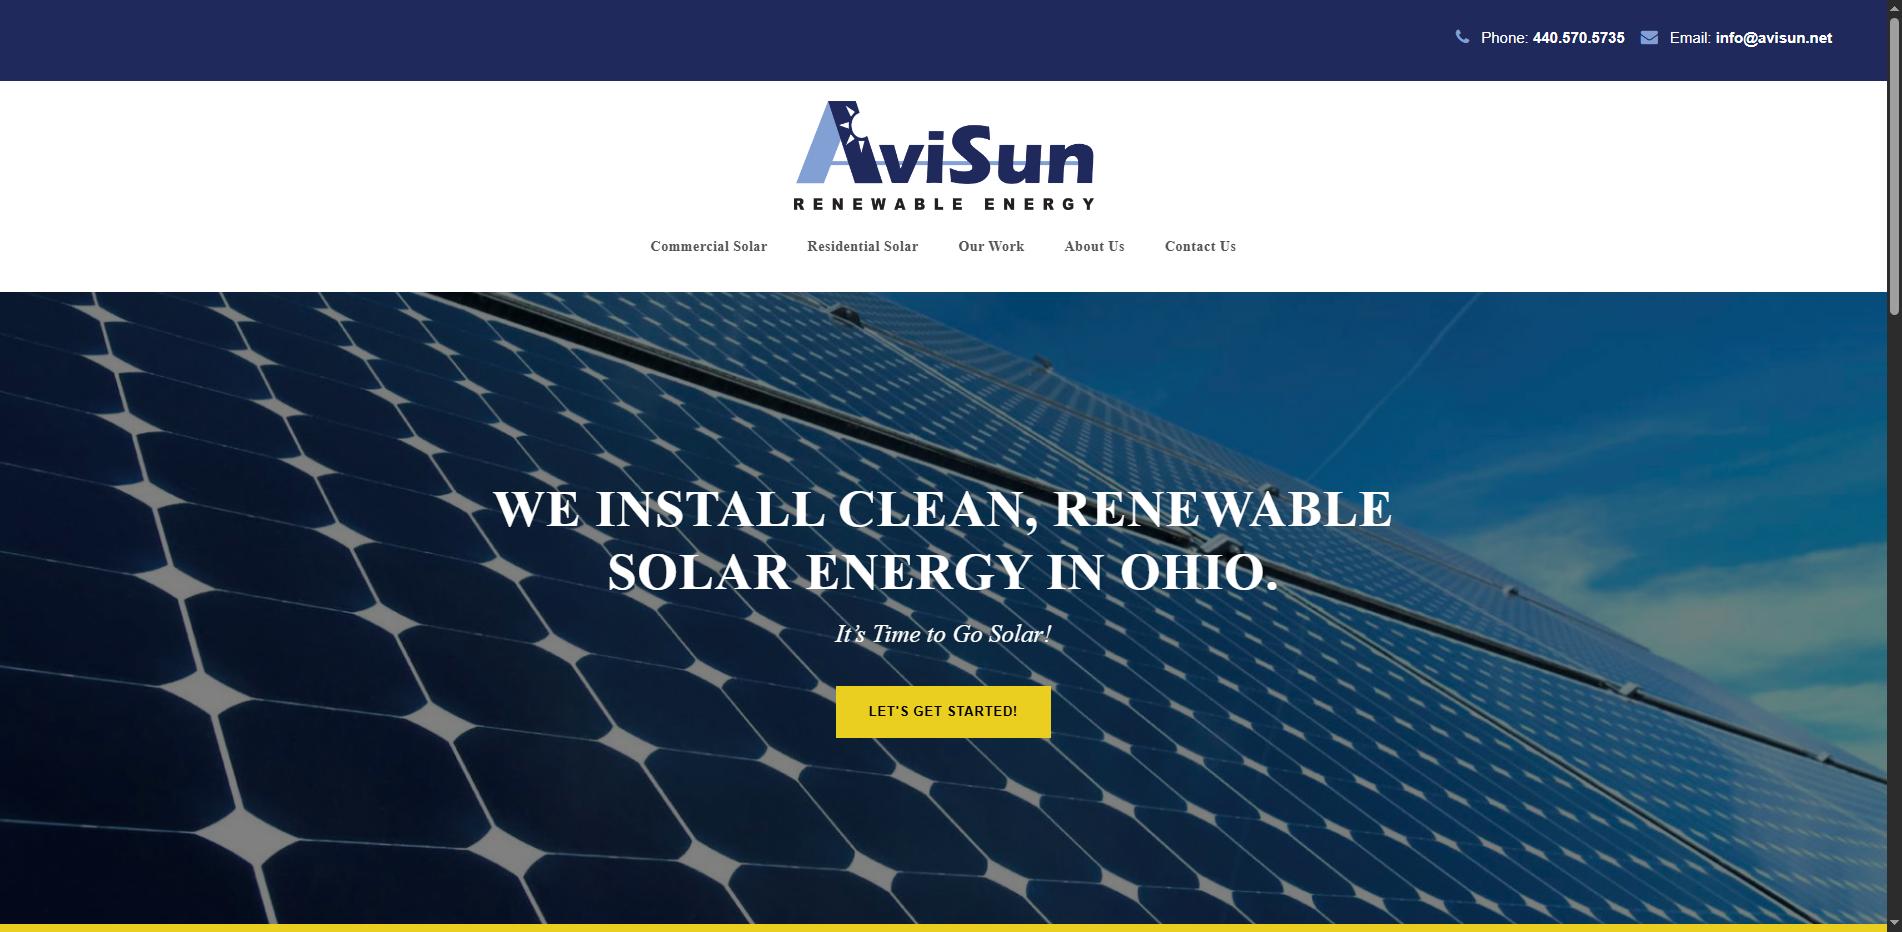 Phone: 440.570.5735 Email: info@avisun.net
AviSun
RENEWABLE ENERGY
Commercial Solar Residential Solar Our Work About Us Contact Us
WE INSTALL CLEAN, RENEWABLE
SOLAR ENERGY IN OHIO.
It’s Time to Go Solar!
LET'S GET STARTED!